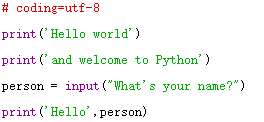 # coding=utf-8
print('Hello world')
print('and welcome to Python')
person = input("What's your name?")
print('Hello',person)